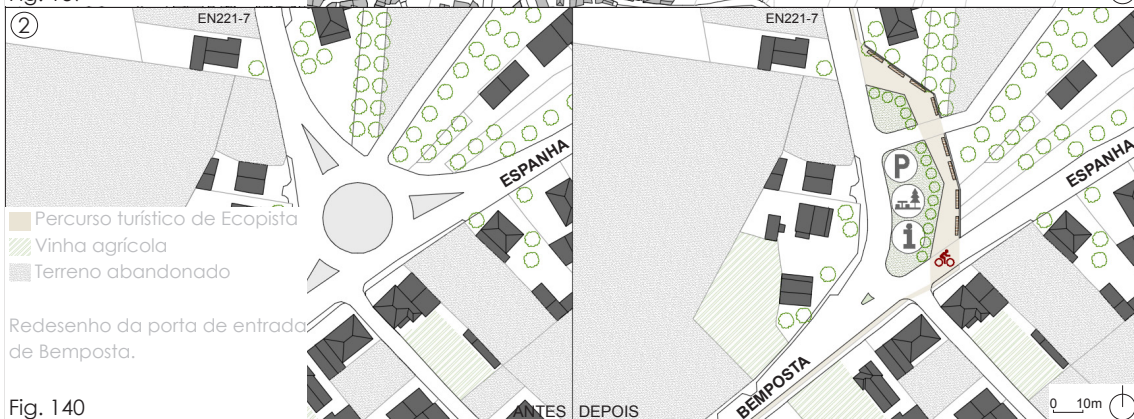 2
EN221-7
ESPANHA
Percurso turístico de Ecopista
Vinha agrícola
Terreno abandonado
Redesenho da porta de entrada
de Bemposta.
Fig. 140
ANTES
EN221-7
ESPANHA
P
i
BEMPOSTA
DEPOIS
0 10m